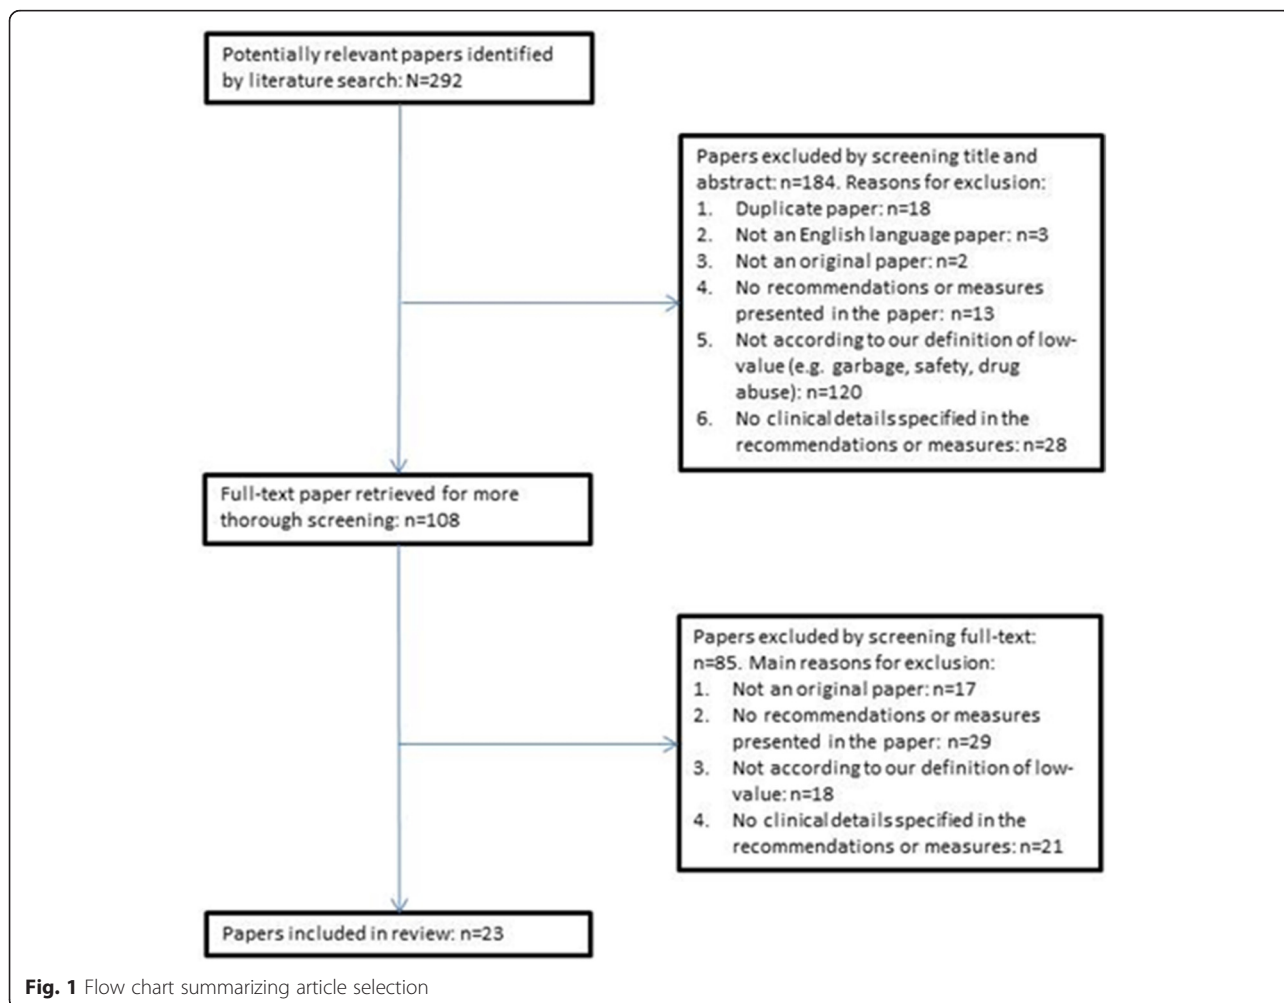 Potentially relevant papers identified
by literature search: N=292
Papers excluded by screening title and
abstract: n=184. Reasons for exclusion:
1. Duplicate paper: n=18
2. Not an English language paper: n=3
3. Not an original paper: n=2
4. No recommendations or measures
presented in the paper: n=13
5. Not according to our definition of low-
value (e.g. garbage, safety, drug
abuse): n=120
6. No clinical details specified in the
recommendations or measures: n=28
Full-text paper retrieved for more
thorough screening: n=108
Papers excluded by screening full-text:
n=85. Main reasons for exclusion:
1. Not an original paper: n=17
2. No recommendations or measures
presented in the paper: n=29
3. Not according to our definition of low-
value: n=18
4. No clinical details specified in the
recommendations or measures: n=21
Papers included in review: n=23
Fig. 1 Flow chart summarizing article selection